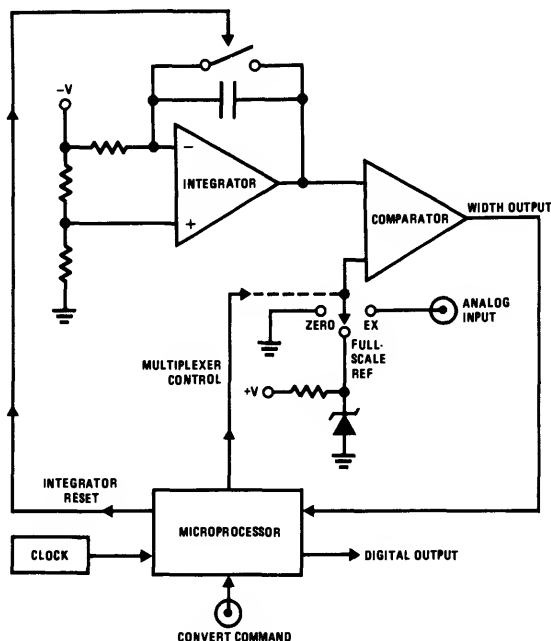 −V
−
INTEGRATOR
+
COMPARATOR
WIDTH OUTPUT
ZERO
EX
ANALOG
INPUT
FULL-
SCALE
REF
MULTIPLEXER
CONTROL
+V
INTEGRATOR
RESET
MICROPROCESSOR
CLOCK
DIGITAL OUTPUT
CONVERT COMMAND